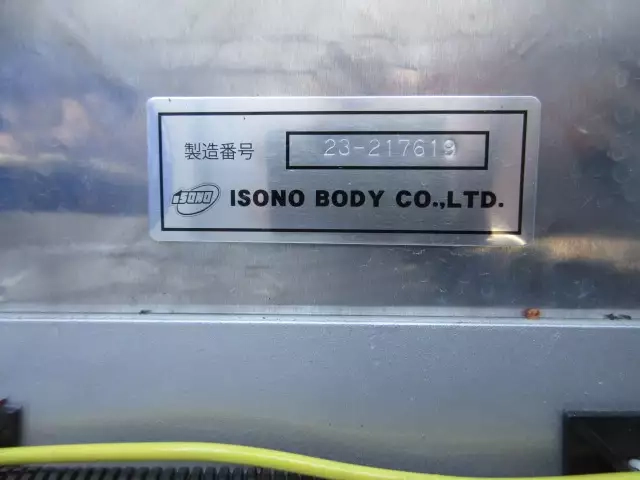 製造番号 23-217619
ISONO ISONO BODY CO.,LTD.